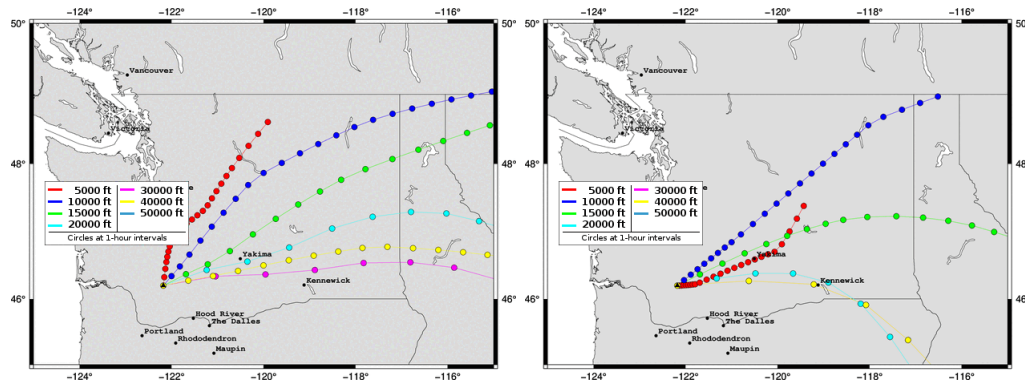 −124° −122° −120° −118° −116°
50° 50°
Vancouver
Victoria
48° 48°
5000 ft 30000 ft
10000 ft 40000 ft
15000 ft 50000 ft
20000 ft
Circles at 1-hour intervals
Yakima
Kennewick
46° 46°
Hood River
The Dalles
Portland
Rhododendron
Maupin
−124° −122° −120° −118° −116°
−124° −122° −120° −118° −116°
50° 50°
Vancouver
Victoria
48° 48°
5000 ft 30000 ft
10000 ft 40000 ft
15000 ft 50000 ft
20000 ft
Circles at 1-hour intervals
Yakima
Kennewick
46° 46°
Hood River
The Dalles
Portland
Rhododendron
Maupin
−124° −122° −120° −118° −116°